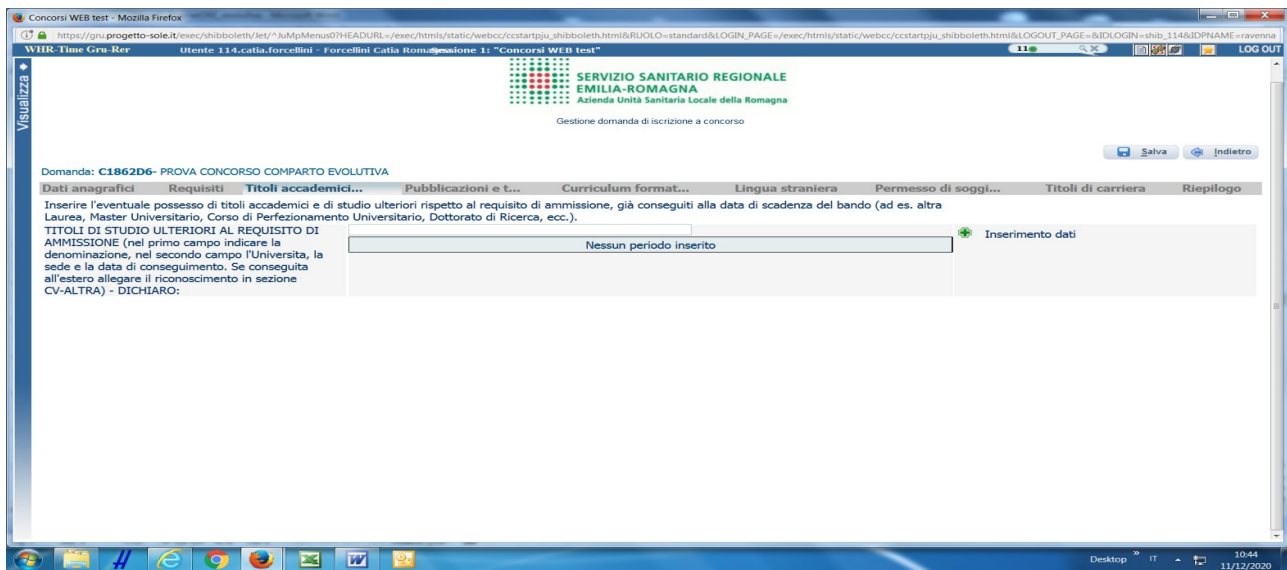 Concorsi WEB test - Mozilla Firefox
https://gru.progetto-sole.it/exec/shibboleth/Jet/^JuMpMenus0?HEADURL=/exec/htmls/static/webcc/ccstartpju_shibboleth.html&RUOLO=standard&LOGIN_PAGE=/exec/htmls/static/webcc/ccstartpju_shibboleth.html&LOGOUT_PAGE=&IDLOGIN=shib_114&IDPNAME=ravenna
WHR-Time Gru-Rer Utente 114.catia.forcellini - Forcellini Catia Sessione 1: "Concorsi WEB test" 11 LOG OUT
Visualizza
SERVIZIO SANITARIO REGIONALE
EMILIA-ROMAGNA
Azienda Unità Sanitaria Locale della Romagna
Gestione domanda di iscrizione a concorso
Salva Indietro
Domanda: C1862D6- PROVA CONCORSO COMPARTO EVOLUTIVA
Dati anagrafici Requisiti Titoli accademici... Pubblicazioni e t... Curriculum format... Lingua straniera Permesso di soggi... Titoli di carriera Riepilogo
Inserire l'eventuale possesso di titoli accademici e di studio ulteriori rispetto al requisito di ammissione, già conseguiti alla data di scadenza del bando (ad es. altra
Laurea, Master Universitario, Corso di Perfezionamento Universitario, Dottorato di Ricerca, ecc.).
TITOLI DI STUDIO ULTERIORI AL REQUISITO DI
AMMISSIONE (nel primo campo indicare la
denominazione, nel secondo campo l'Universita, la
sede e la data di conseguimento. Se conseguita
all'estero allegare il riconoscimento in sezione
CV-ALTRA) - DICHIARO:
Nessun periodo inserito
Inserimento dati
Desktop » IT 10:44
11/12/2020